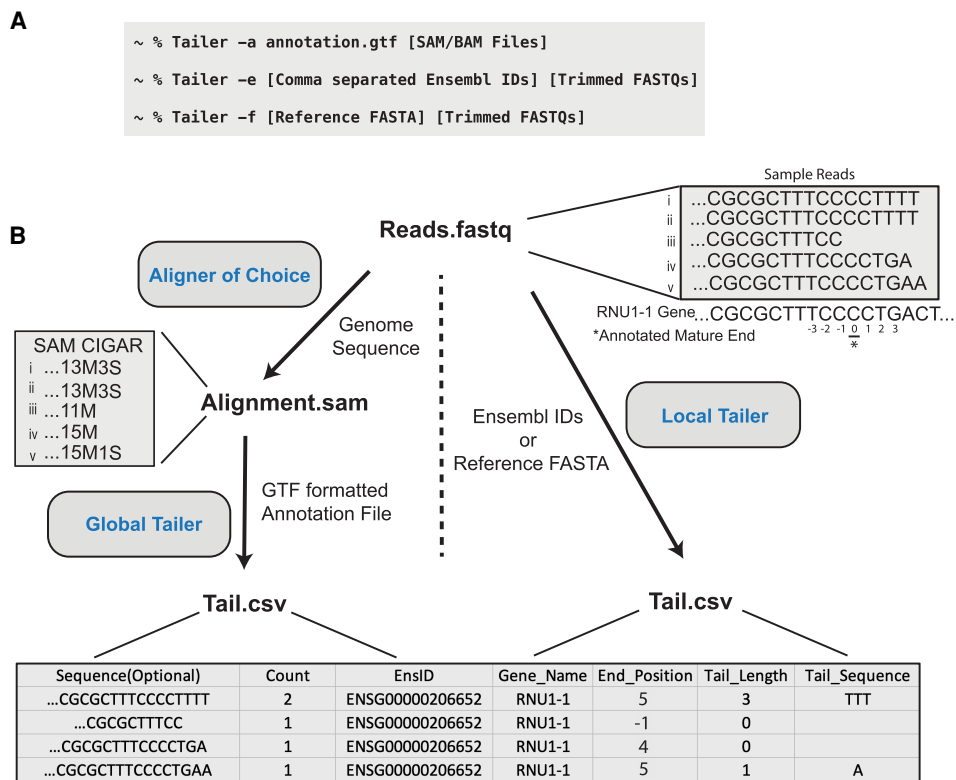 A
~ % Tailer -a annotation.gtf [SAM/BAM Files]
~ % Tailer -e [Comma separated Ensembl IDs] [Trimmed FASTQs]
~ % Tailer -f [Reference FASTA] [Trimmed FASTQs]
B
Reads.fastq
Sample Reads
i ...CGCGCTTTCCCCTTTT
ii ...CGCGCTTTCCCCTTTT
iii ...CGCGCTTTCC
iv ...CGCGCTTTCCCCTGA
v ...CGCGCTTTCCCCTGAA
RNU1-1 Gene...CGCGCTTTCCCCTGACT...
-3 -2 -1 0 1 2 3
*Annotated Mature End
*
Aligner of Choice
Genome
Sequence
SAM CIGAR
i ...13M3S
ii ...13M3S
iii ...11M
iv ...15M
v ...15M1S
Alignment.sam
Ensembl IDs
or
Reference FASTA
Local Tailer
GTF formatted
Annotation File
Global Tailer
Tail.csv
Tail.csv
Sequence(Optional) Count EnsID Gene_Name End_Position Tail_Length Tail_Sequence
...CGCGCTTTCCCCTTTT 2 ENSG00000206652 RNU1-1 5 3 TTT
...CGCGCTTTCC 1 ENSG00000206652 RNU1-1 -1 0
...CGCGCTTTCCCCTGA 1 ENSG00000206652 RNU1-1 4 0
...CGCGCTTTCCCCTGAA 1 ENSG00000206652 RNU1-1 5 1 A